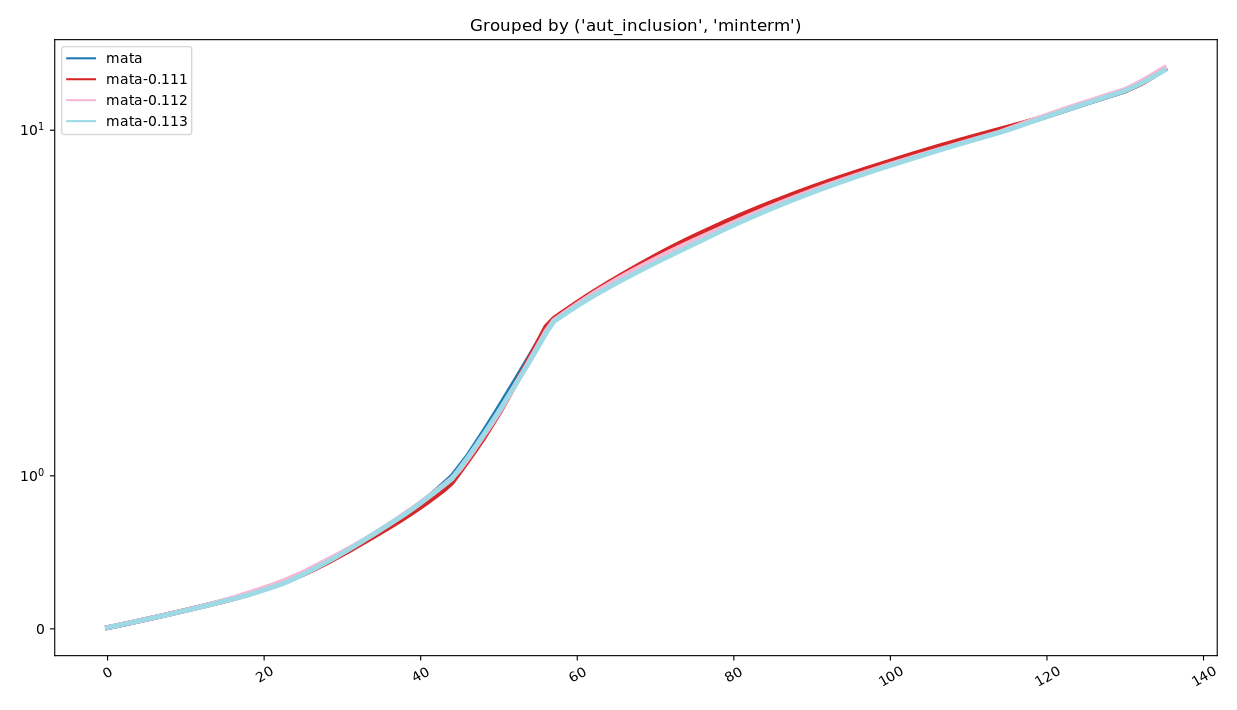 Grouped by ('aut_inclusion', 'minterm')
mata
mata-0.111
mata-0.112
mata-0.113
10¹
10⁰
0
0
20
40
60
80
100
120
140